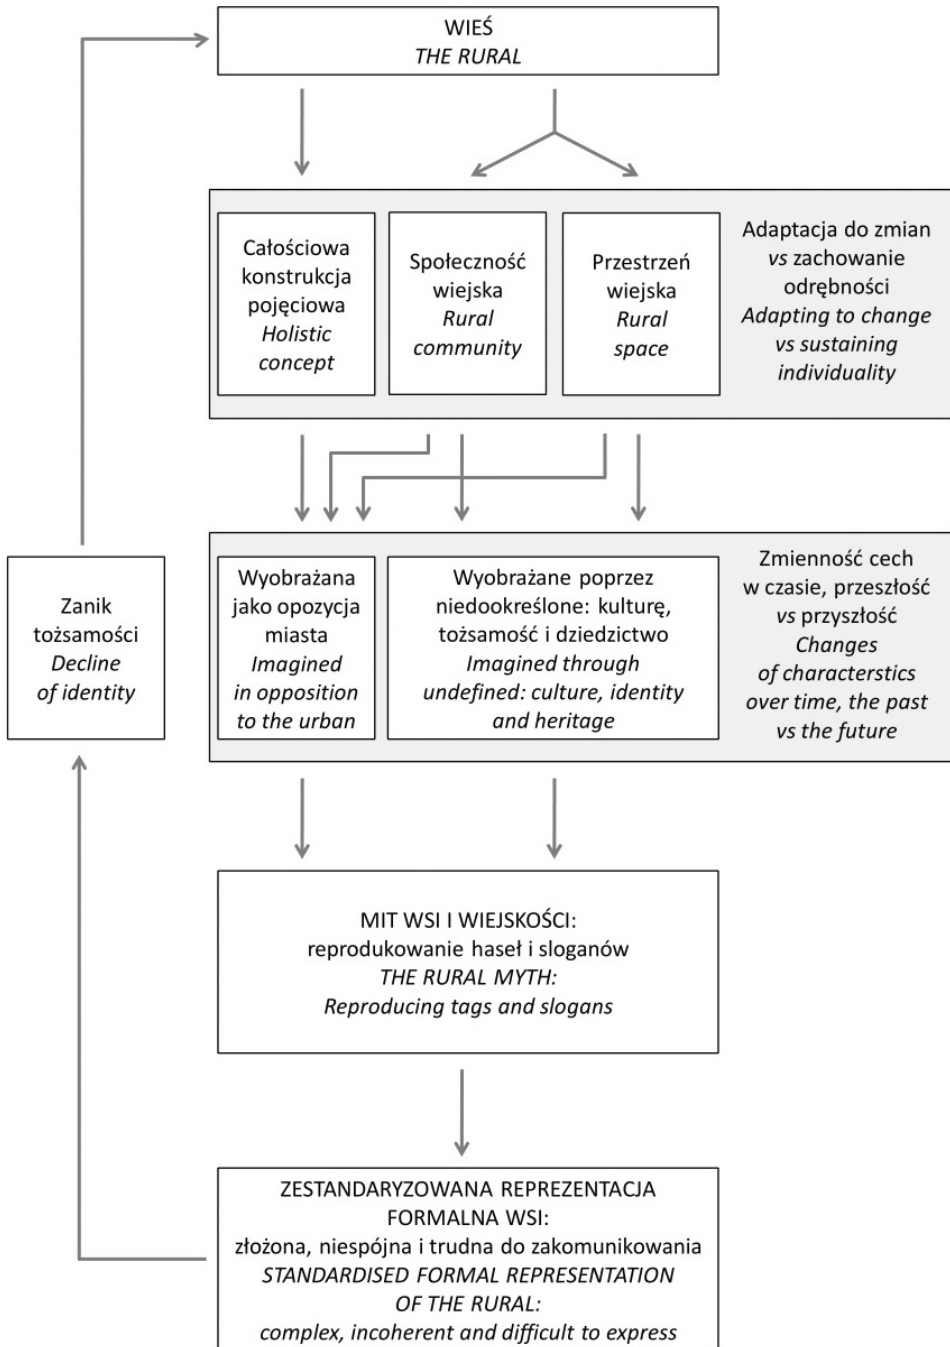 WIEŚ
THE RURAL
Całościowa
konstrukcja
pojęciowa
Holistic
concept
Społeczność
wiejska
Rural
community
Przestrzeń
wiejska
Rural
space
Adaptacja do zmian
vs zachowanie
odrębności
Adapting to change
vs sustaining
individuality
Zanik
tożsamości
Decline
of identity
Wyobrażana
jako opozycja
miasta
Imagined
in opposition
to the urban
Wyobrażane poprzez
niedookreślone: kulturę,
tożsamość i dziedzictwo
Imagined through
undefined: culture, identity
and heritage
Zmienność cech
w czasie, przeszłość
vs przyszłość
Changes
of characterstics
over time, the past
vs the future
MIT WSI I WIEJSKOŚCI:
reprodukowanie haseł i sloganów
THE RURAL MYTH:
Reproducing tags and slogans
ZESTANDARYZOWANA REPREZENTACJA
FORMALNA WSI:
złożona, niespójna i trudna do zakomunikowania
STANDARDISED FORMAL REPRESENTATION
OF THE RURAL:
complex, incoherent and difficult to express